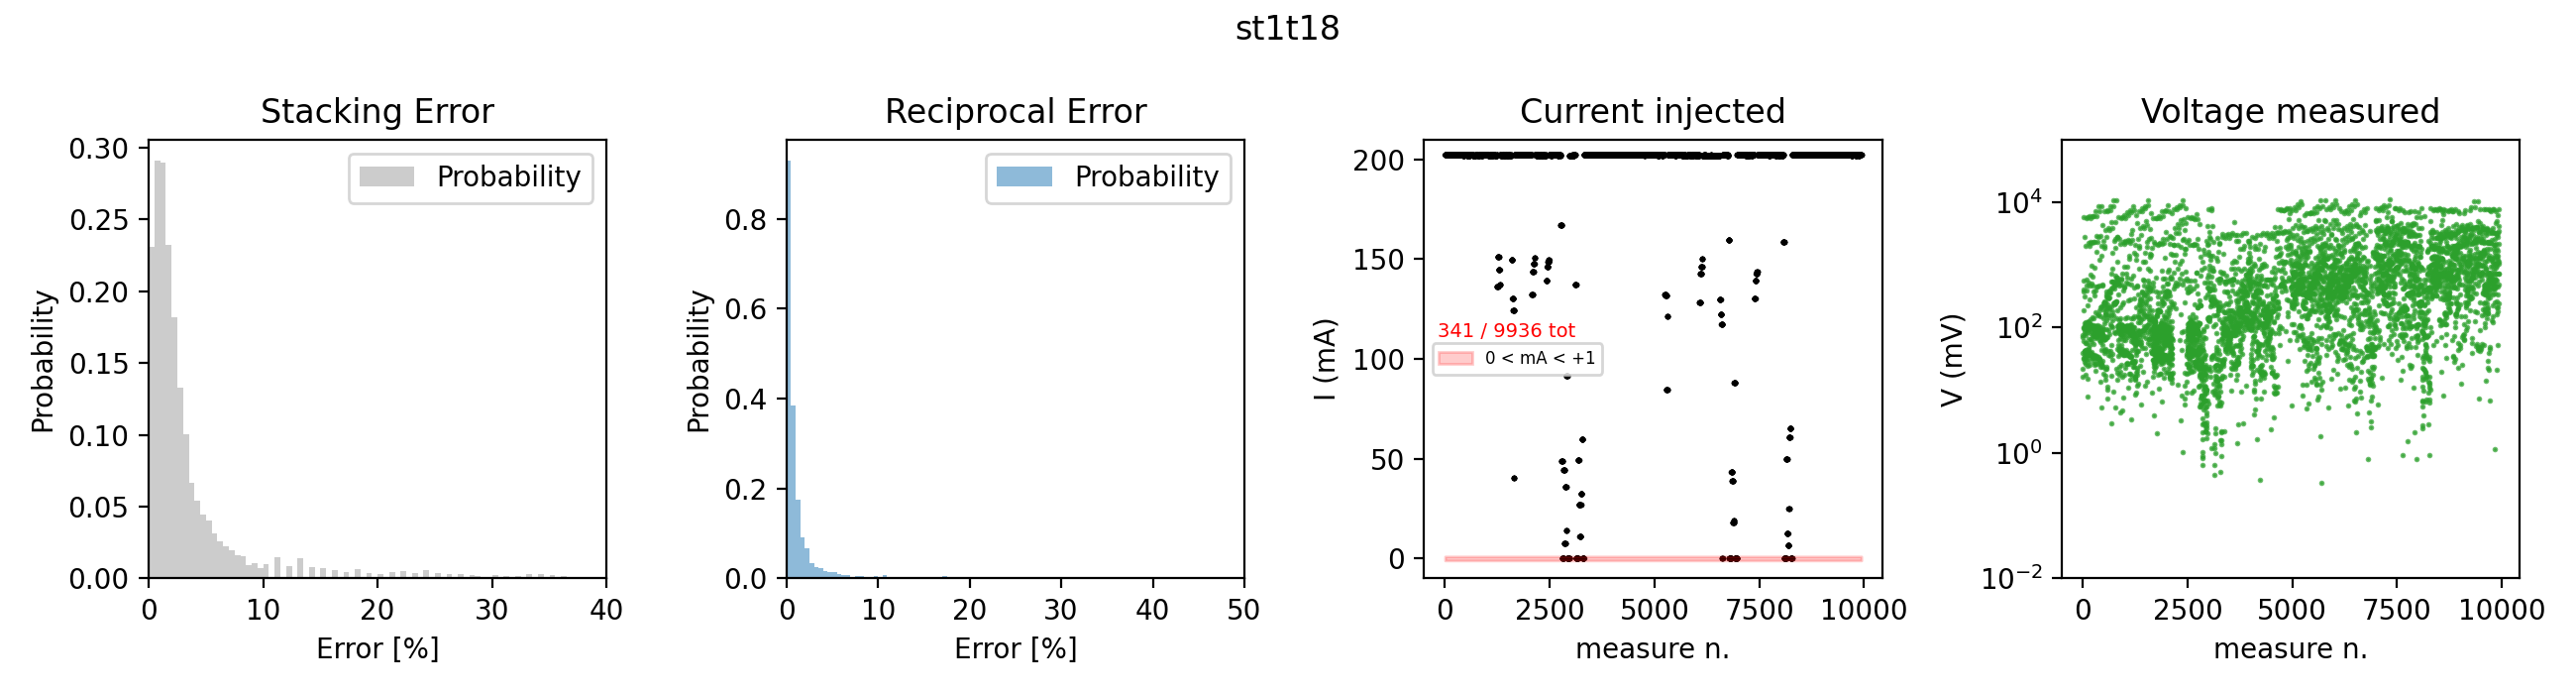 st1t18
Stacking Error
Probability
0.30
0.25
0.20
0.15
0.10
0.05
0.00
Probability
0 10 20 30 40
Error [%]
Reciprocal Error
Probability
0.8
0.6
0.4
0.2
0.0
Probability
0 10 20 30 40 50
Error [%]
Current injected
200
150
100
50
0
I (mA)
341 / 9936 tot
0 < mA < +1
0 2500 5000 7500 10000
measure n.
Voltage measured
10⁴
10²
10⁰
10⁻²
V (mV)
0 2500 5000 7500 10000
measure n.